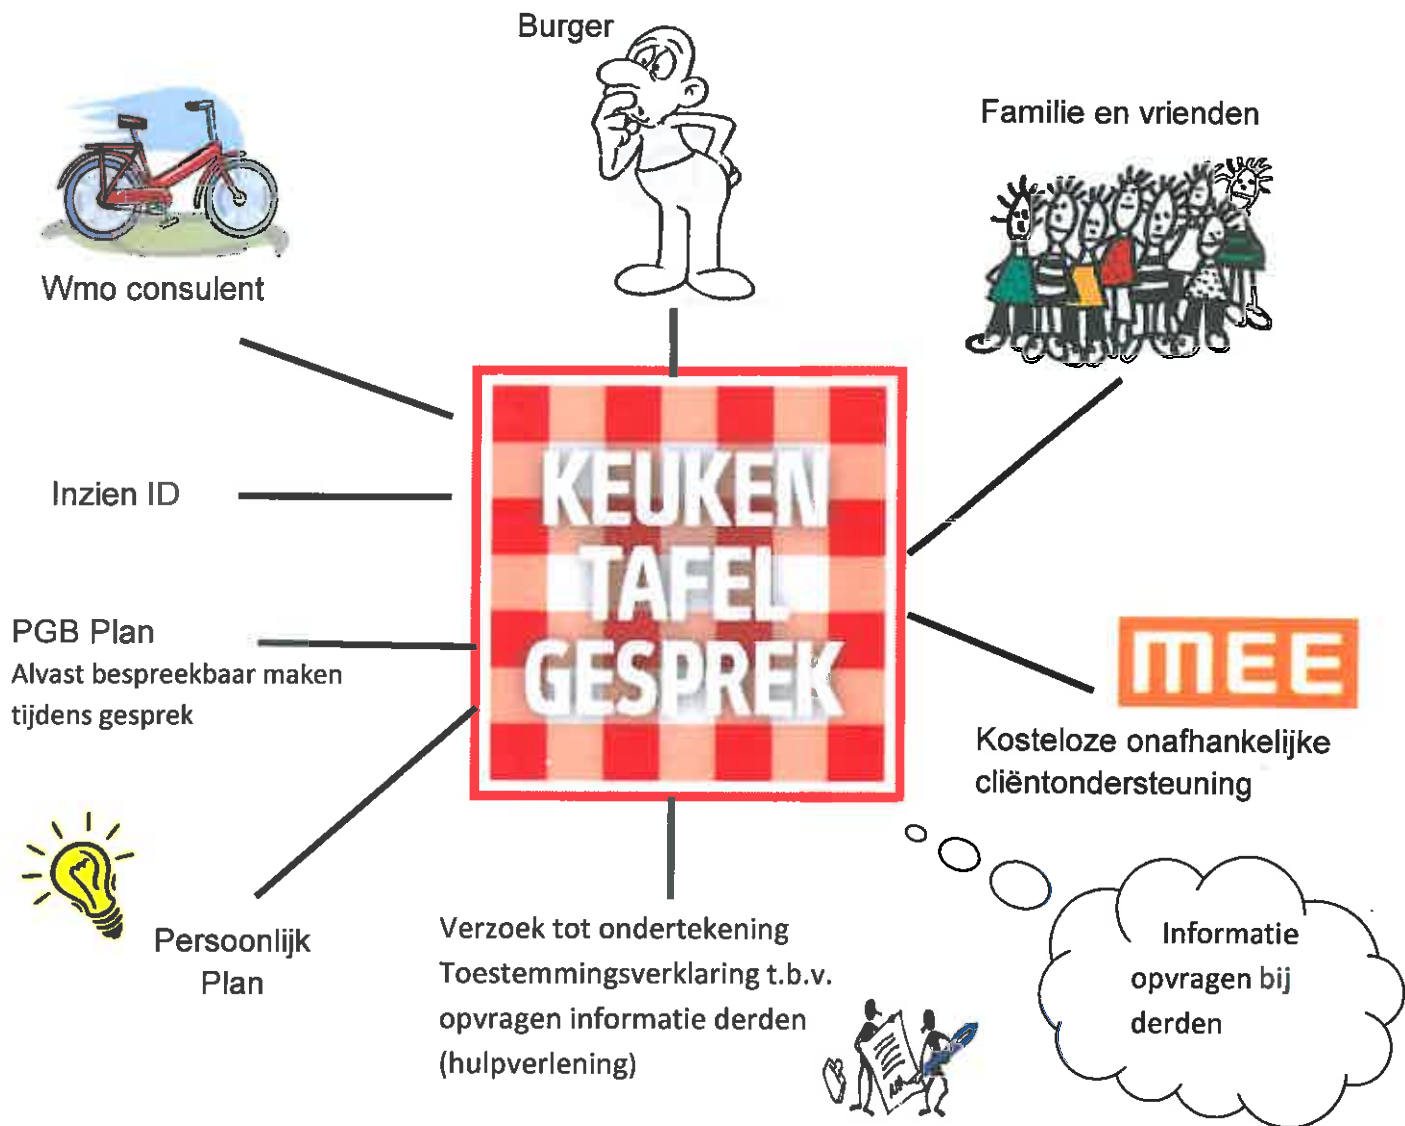 Burger
Familie en vrienden
Wmo consulent
KEUKEN
TAFEL
GESPREK
Inzien ID
PGB Plan
Alvast bespreekbaar maken
tijdens gesprek
mee
Kosteloze onafhankelijke
cliëntondersteuning
Persoonlijk
Plan
Verzoek tot ondertekening
Toestemmingsverklaring t.b.v.
opvragen informatie derden
(hulpverlening)
Informatie
opvragen bij
derden